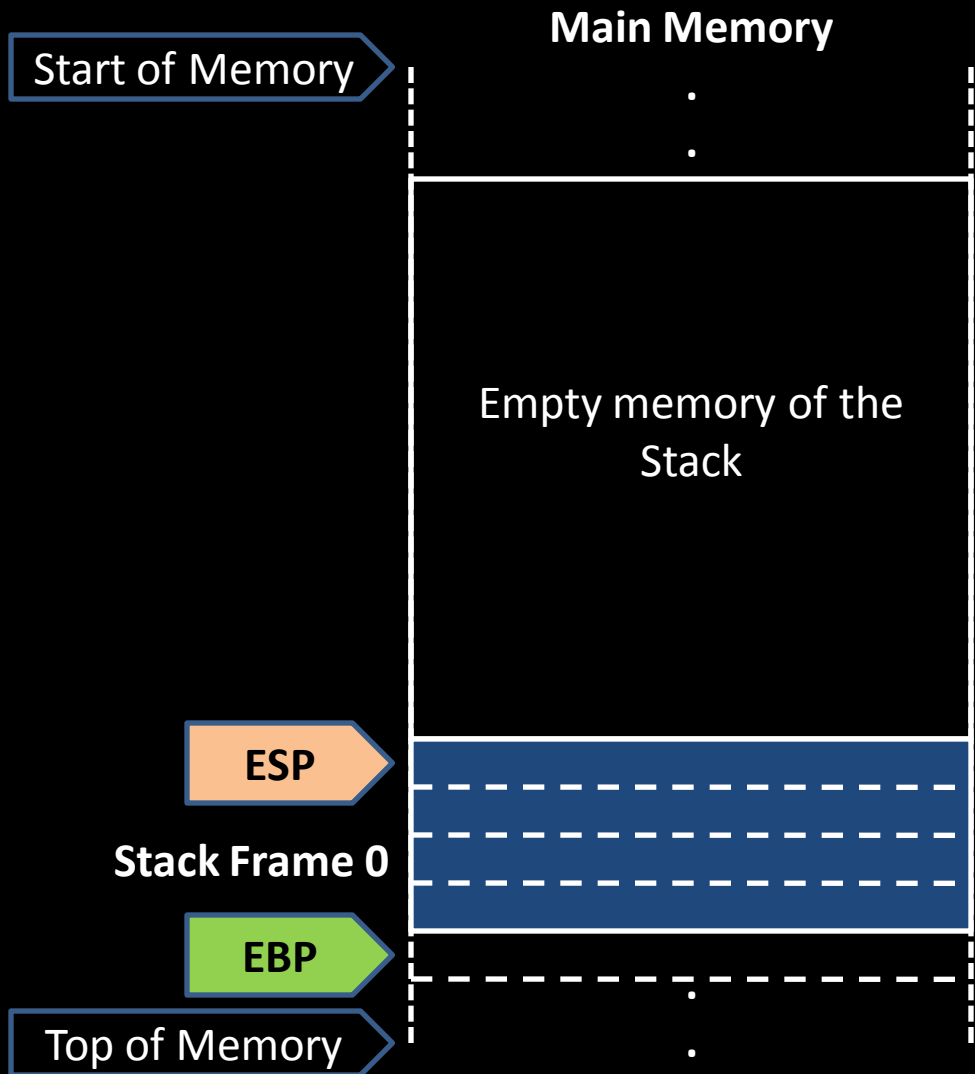 Main Memory
Start of Memory
.
.
Empty memory of the
Stack
ESP
Stack Frame 0
EBP
.
Top of Memory
.